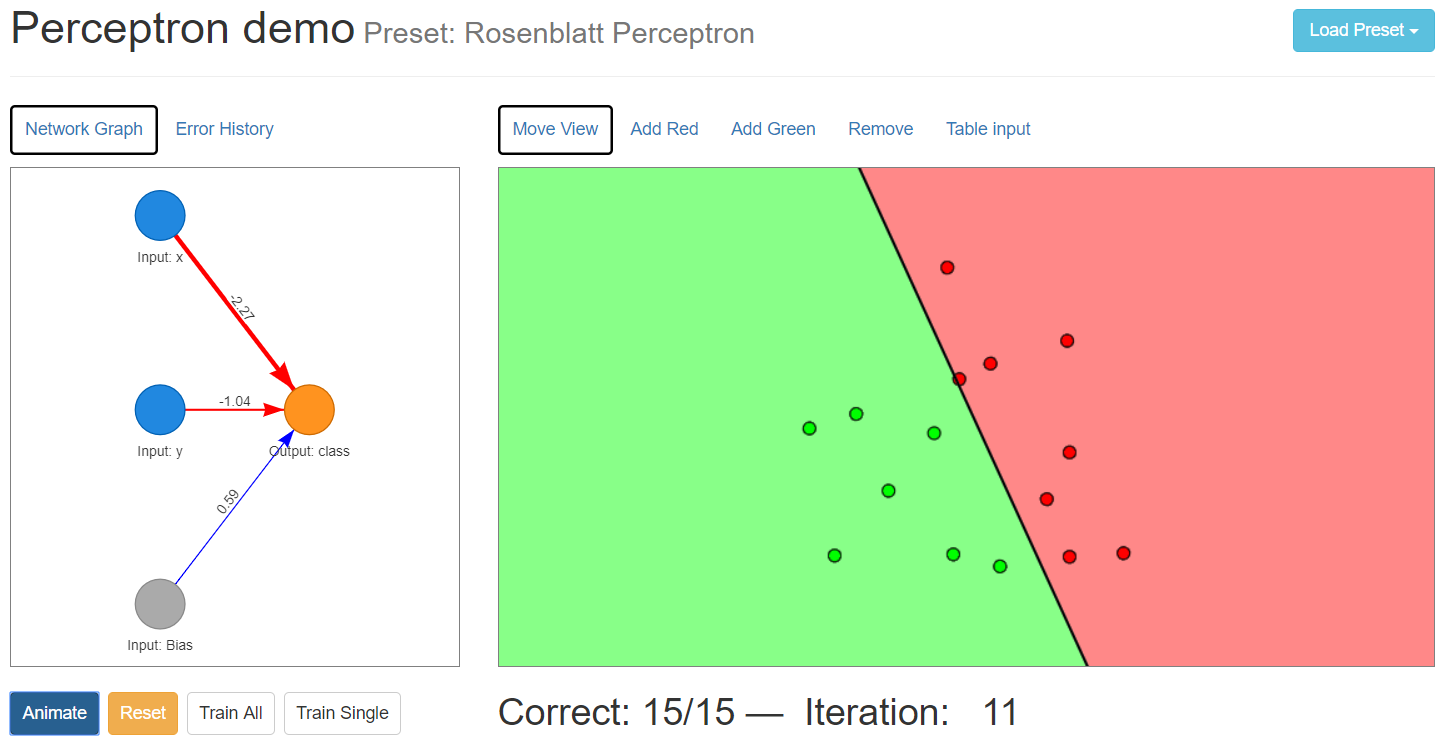 Perceptron demo Preset: Rosenblatt Perceptron
Load Preset
Network Graph Error History
Move View Add Red Add Green Remove Table input
Input: x
-2.27
-1.04
Input: y
Output: class
0.59
Input: Bias
Animate Reset Train All Train Single
Correct: 15/15 — Iteration: 11